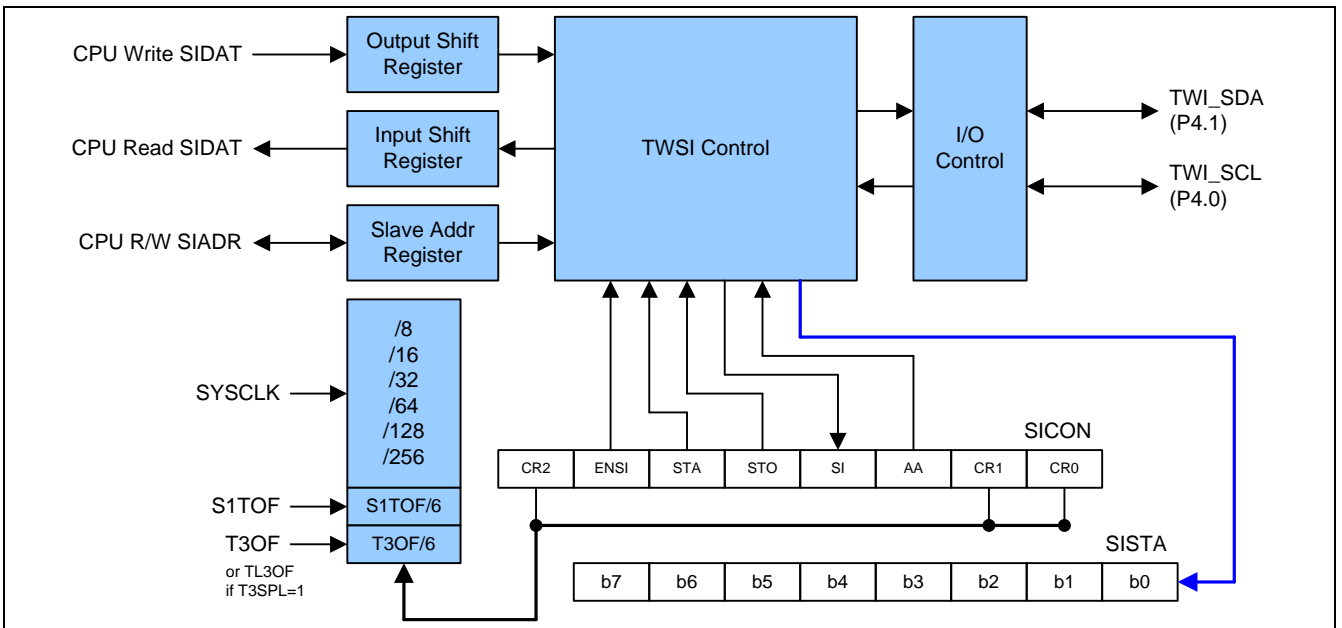 CPU Write SIDAT
Output Shift
Register
CPU Read SIDAT
Input Shift
Register
CPU R/W SIADR
Slave Addr
Register
TWSI Control
I/O
Control
TWI_SDA
(P4.1)
TWI_SCL
(P4.0)
SYSCLK
/8
/16
/32
/64
/128
/256
S1TOF
S1TOF/6
T3OF
or TL3OF
if T3SPL=1
T3OF/6
SICON
CR2 ENSI STA STO SI AA CR1 CR0
SISTA
b7 b6 b5 b4 b3 b2 b1 b0